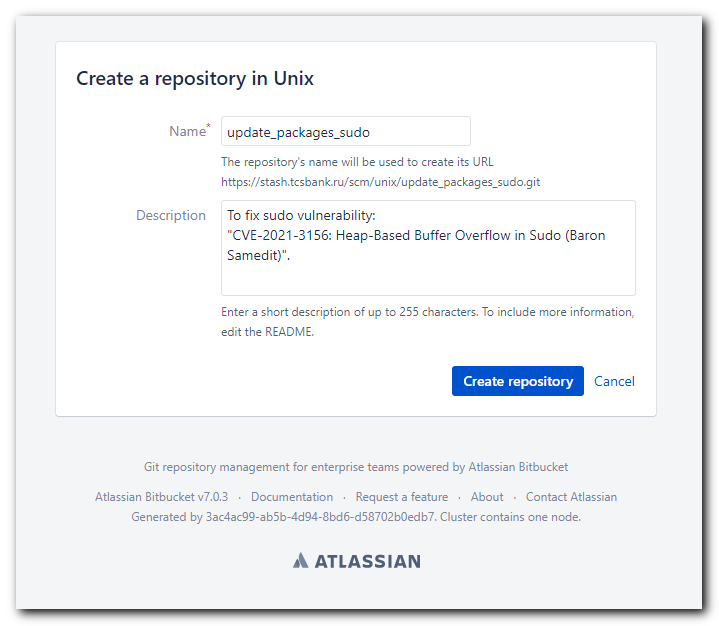 Create a repository in Unix
Name*
update_packages_sudo
The repository's name will be used to create its URL
https://stash.tcsbank.ru/scm/unix/update_packages_sudo.git
Description
To fix sudo vulnerability:
"CVE-2021-3156: Heap-Based Buffer Overflow in Sudo (Baron
Samedit)".
Enter a short description of up to 255 characters. To include more information,
edit the README.
Create repository Cancel
Git repository management for enterprise teams powered by Atlassian Bitbucket
Atlassian Bitbucket v7.0.3 · Documentation · Request a feature · About · Contact Atlassian
Generated by 3ac4ac99-ab5b-4d94-8bd6-d58702b0edb7. Cluster contains one node.
ATLASSIAN